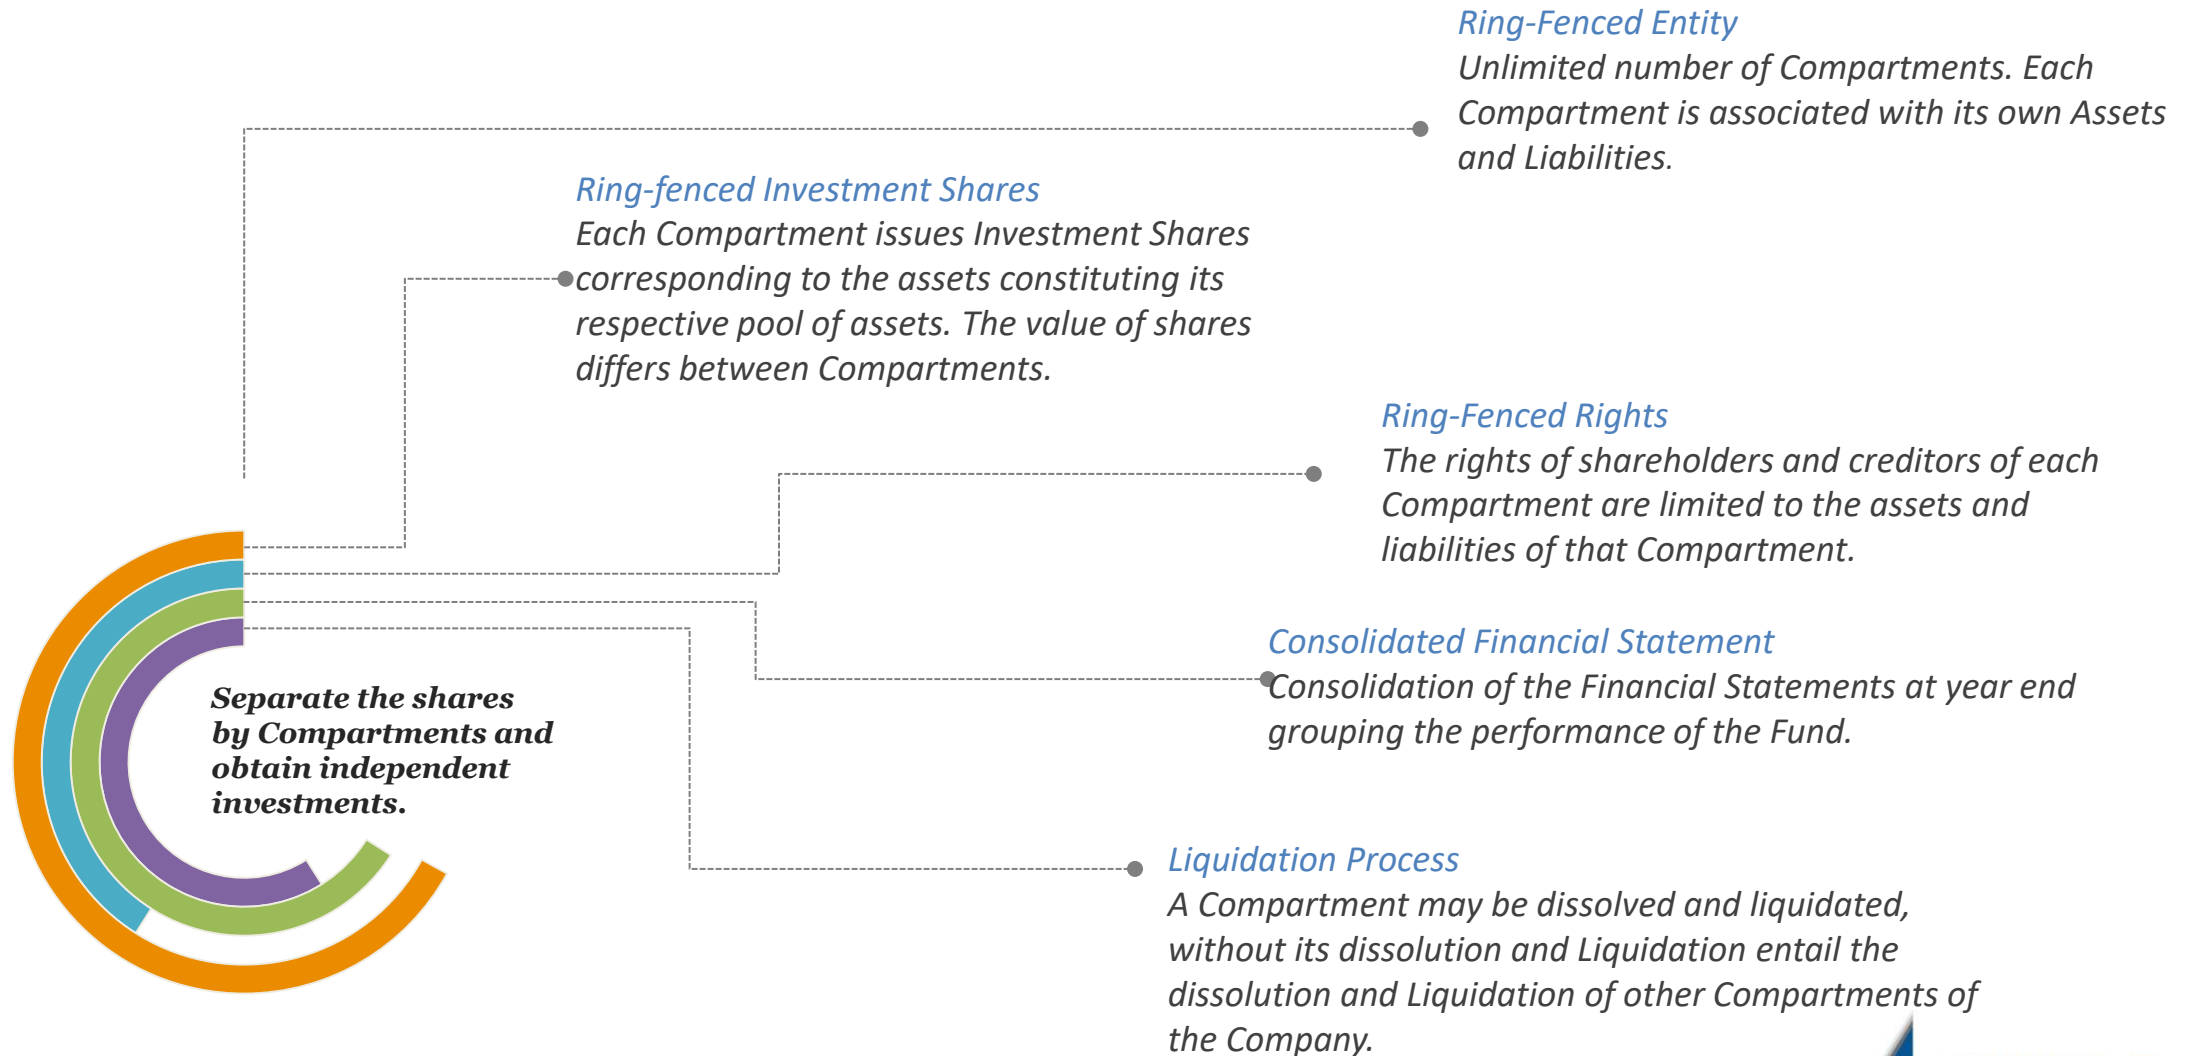 Ring-Fenced Entity
Unlimited number of Compartments. Each
Compartment is associated with its own Assets
and Liabilities.
Ring-fenced Investment Shares
Each Compartment issues Investment Shares
corresponding to the assets constituting its
respective pool of assets. The value of shares
differs between Compartments.
Ring-Fenced Rights
The rights of shareholders and creditors of each
Compartment are limited to the assets and
liabilities of that Compartment.
Consolidated Financial Statement
Consolidation of the Financial Statements at year end
grouping the performance of the Fund.
Separate the shares
by Compartments and
obtain independent
investments.
Liquidation Process
A Compartment may be dissolved and liquidated,
without its dissolution and Liquidation entail the
dissolution and Liquidation of other Compartments of
the Company.